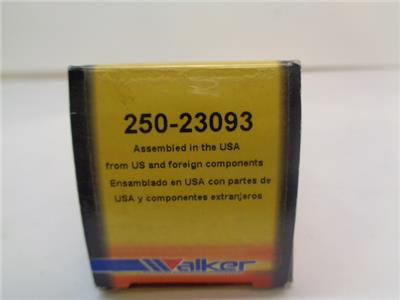 250-23093
Assembled in the USA
from US and foreign components
Ensamblado en USA con partes de
USA y componentes extranjeros
Walker